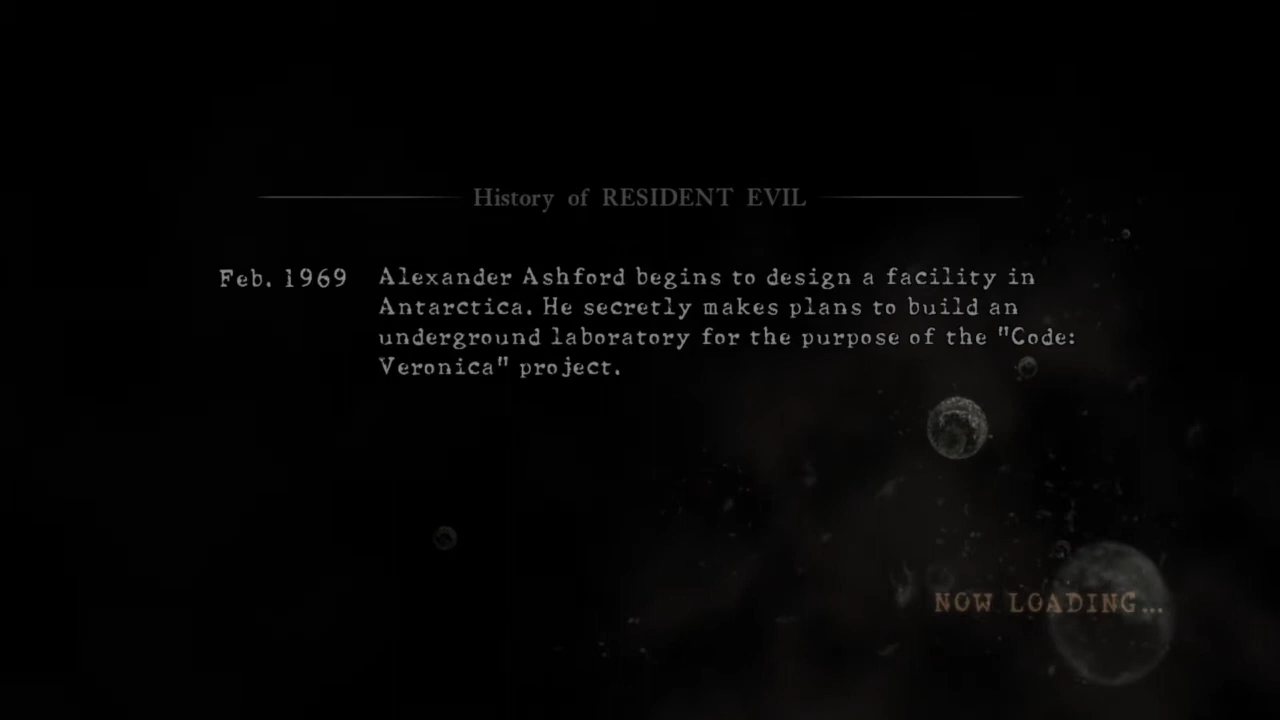 History of RESIDENT EVIL
Feb. 1969 Alexander Ashford begins to design a facility in
Antarctica. He secretly makes plans to build an
underground laboratory for the purpose of the "Code:
Veronica" project.
NOW LOADING...